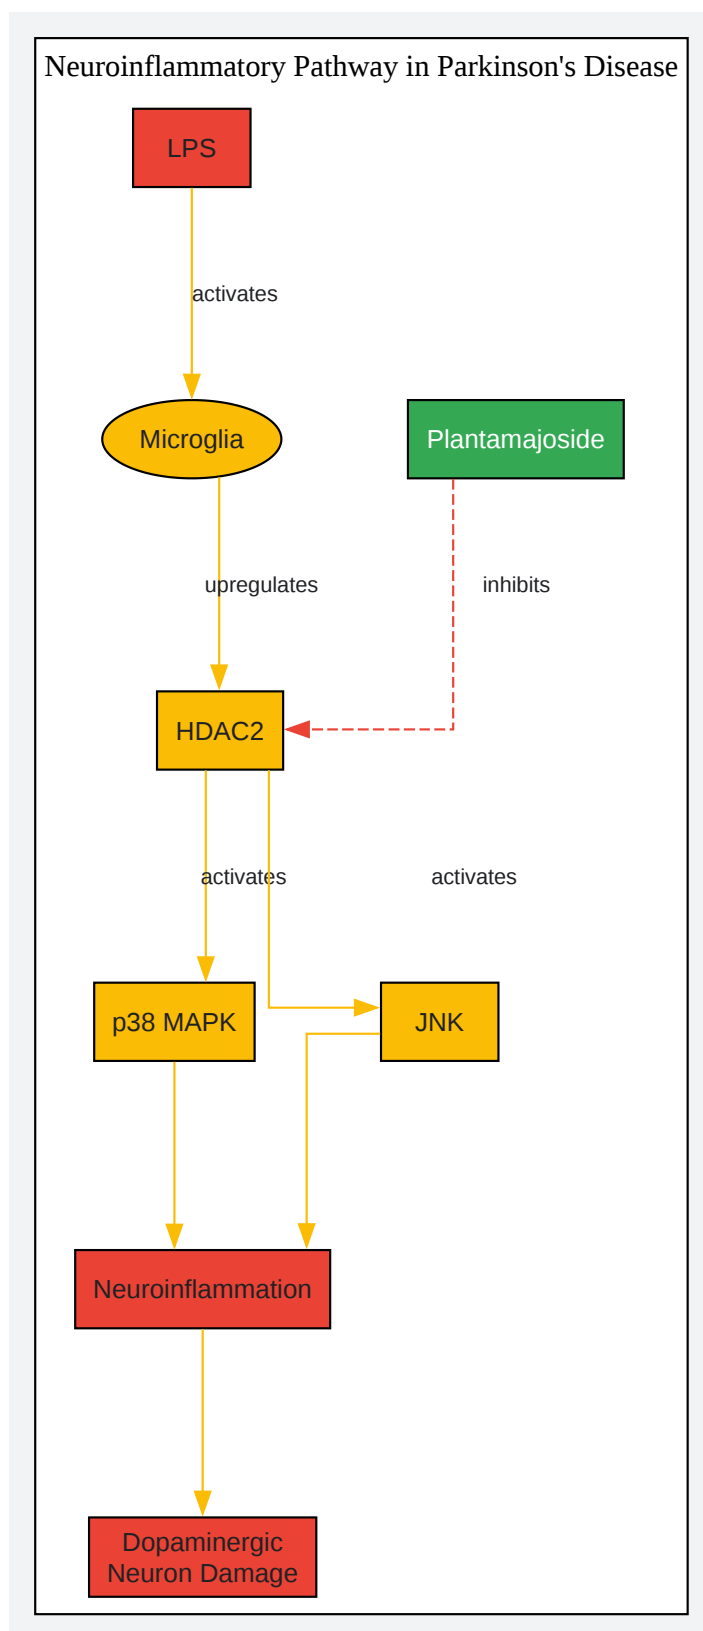 Neuroinflammatory Pathway in Parkinson's Disease
LPS
activates
Microglia
Plantamajoside
upregulates
inhibits
HDAC2
activates
activates
p38 MAPK
JNK
Neuroinflammation
Dopaminergic
Neuron Damage